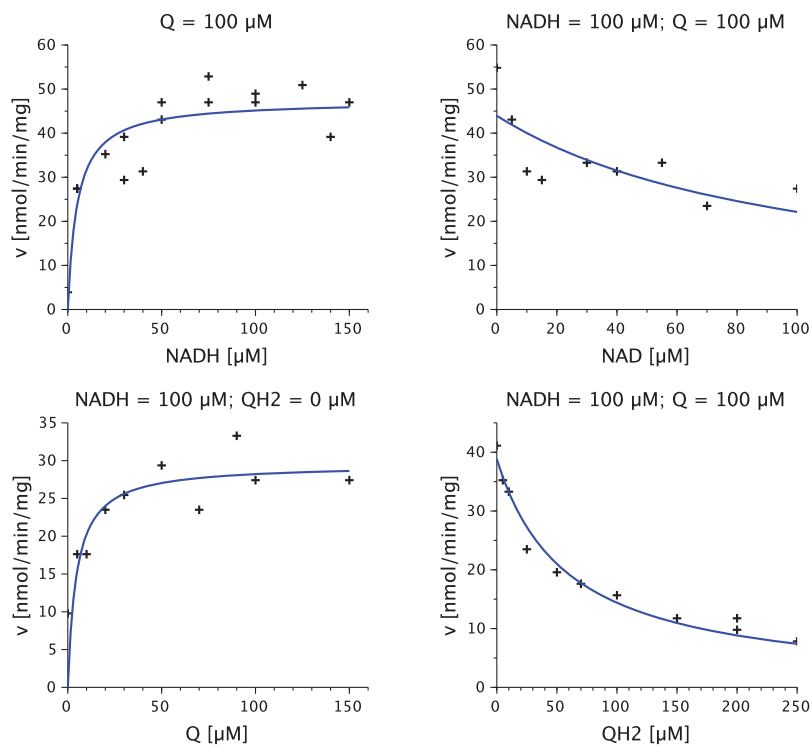 Q = 100 µM
v [nmol/min/mg]
60
50
40
30
20
10
0
0 50 100 150
NADH [µM]
NADH = 100 µM; Q = 100 µM
v [nmol/min/mg]
60
50
40
30
20
10
0
0 20 40 60 80 100
NAD [µM]
NADH = 100 µM; QH2 = 0 µM
v [nmol/min/mg]
35
30
25
20
15
10
5
0
0 50 100 150
Q [µM]
NADH = 100 µM; Q = 100 µM
v [nmol/min/mg]
40
30
20
10
0
0 50 100 150 200 250
QH2 [µM]